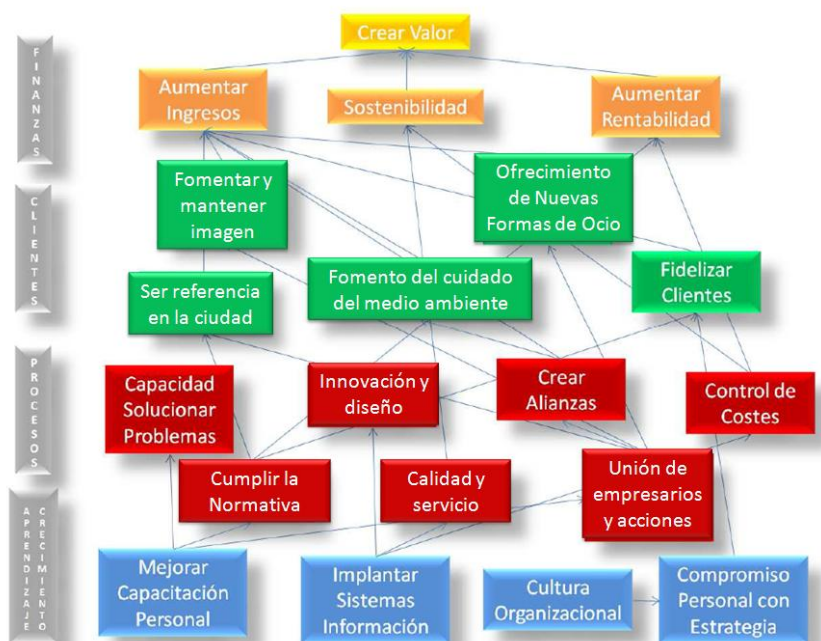 FINANZAS
Crear Valor
Aumentar
Ingresos
Sostenibilidad
Aumentar
Rentabilidad
CLIENTES
Fomentar y
mantener
imagen
Ofrecimiento
de Nuevas
Formas de Ocio
Ser referencia
en la ciudad
Fomento del cuidado
del medio ambiente
Fidelizar
Clientes
PROCESOS
Capacidad
Solucionar
Problemas
Innovación y
diseño
Crear
Alianzas
Control de
Costes
Cumplir la
Normativa
Calidad y
servicio
Unión de
empresarios
y acciones
APRENDIZAJE
CRECIMIENTO
Mejorar
Capacitación
Personal
Implantar
Sistemas
Información
Cultura
Organizacional
Compromiso
Personal con
Estrategia